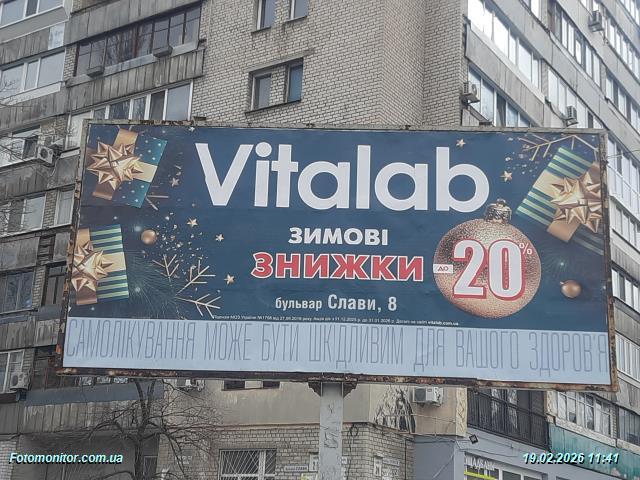 Vitalab
ЗИМОВІ
ЗНИЖКИ
до -20%
бульвар Слави, 8
САМОЛІКУВАННЯ МОЖЕ БУТИ ШКІДЛИВИМ ДЛЯ ВАШОГО ЗДОРОВ'Я
Fotomonitor.com.ua
19.02.2026 11:41